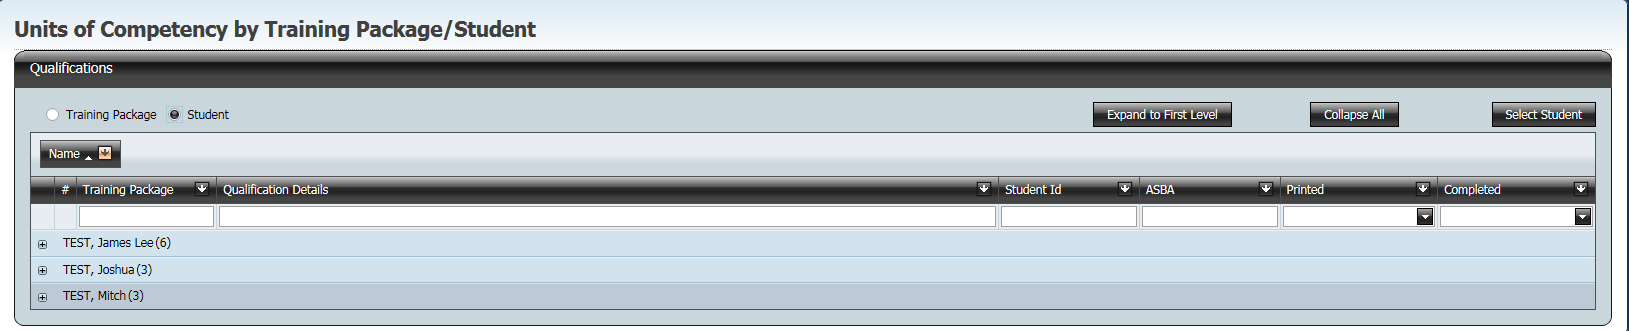 Units of Competency by Training Package/Student
Qualifications
Training Package Student Expand to First Level Collapse All Select Student
Name
# Training Package Qualification Details Student Id ASBA Printed Completed
TEST, James Lee (6)
TEST, Joshua (3)
TEST, Mitch (3)